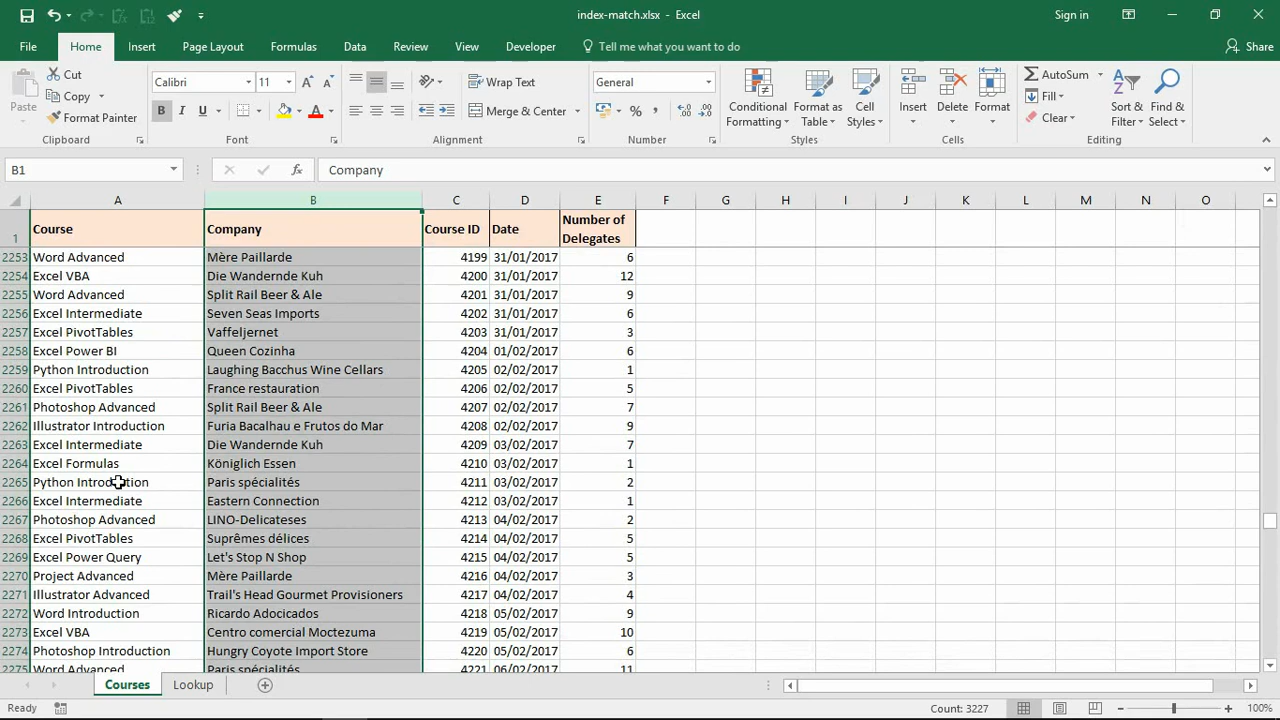 index-match.xlsx - Excel
Sign in
File Home Insert Page Layout Formulas Data Review View Developer Tell me what you want to do Share
Paste Cut
Copy
Format Painter
Clipboard
Calibri 11
B I U
Font
Wrap Text
Merge & Center
Alignment
General
%
Number
Conditional Formatting
Format as Table
Cell Styles
Styles
Insert Delete Format
Cells
AutoSum
Fill
Clear
Sort & Filter
Find & Select
Editing
B1 fx Company
A B C D E F G H I J K L M N O
1 Course Company Course ID Date Number of Delegates
2253 Word Advanced Mère Paillarde 4199 31/01/2017 6
2254 Excel VBA Die Wandernde Kuh 4200 31/01/2017 12
2255 Word Advanced Split Rail Beer & Ale 4201 31/01/2017 9
2256 Excel Intermediate Seven Seas Imports 4202 31/01/2017 6
2257 Excel PivotTables Vaffeljernet 4203 31/01/2017 3
2258 Excel Power BI Queen Cozinha 4204 01/02/2017 6
2259 Python Introduction Laughing Bacchus Wine Cellars 4205 02/02/2017 1
2260 Excel PivotTables France restauration 4206 02/02/2017 5
2261 Photoshop Advanced Split Rail Beer & Ale 4207 02/02/2017 7
2262 Illustrator Introduction Furia Bacalhau e Frutos do Mar 4208 02/02/2017 9
2263 Excel Intermediate Die Wandernde Kuh 4209 03/02/2017 7
2264 Excel Formulas Königlich Essen 4210 03/02/2017 1
2265 Python Introduction Paris spécialités 4211 03/02/2017 2
2266 Excel Intermediate Eastern Connection 4212 03/02/2017 1
2267 Photoshop Advanced LINO-Delicateses 4213 04/02/2017 2
2268 Excel PivotTables Suprêmes délices 4214 04/02/2017 5
2269 Excel Power Query Let's Stop N Shop 4215 04/02/2017 5
2270 Project Advanced Mère Paillarde 4216 04/02/2017 3
2271 Illustrator Advanced Trail's Head Gourmet Provisioners 4217 04/02/2017 4
2272 Word Introduction Ricardo Adocicados 4218 05/02/2017 9
2273 Excel VBA Centro comercial Moctezuma 4219 05/02/2017 10
2274 Photoshop Introduction Hungry Coyote Import Store 4220 05/02/2017 6
2275 Word Advanced Paris spécialités 4221 06/02/2017 11
Courses Lookup
Ready Count: 3227 100%